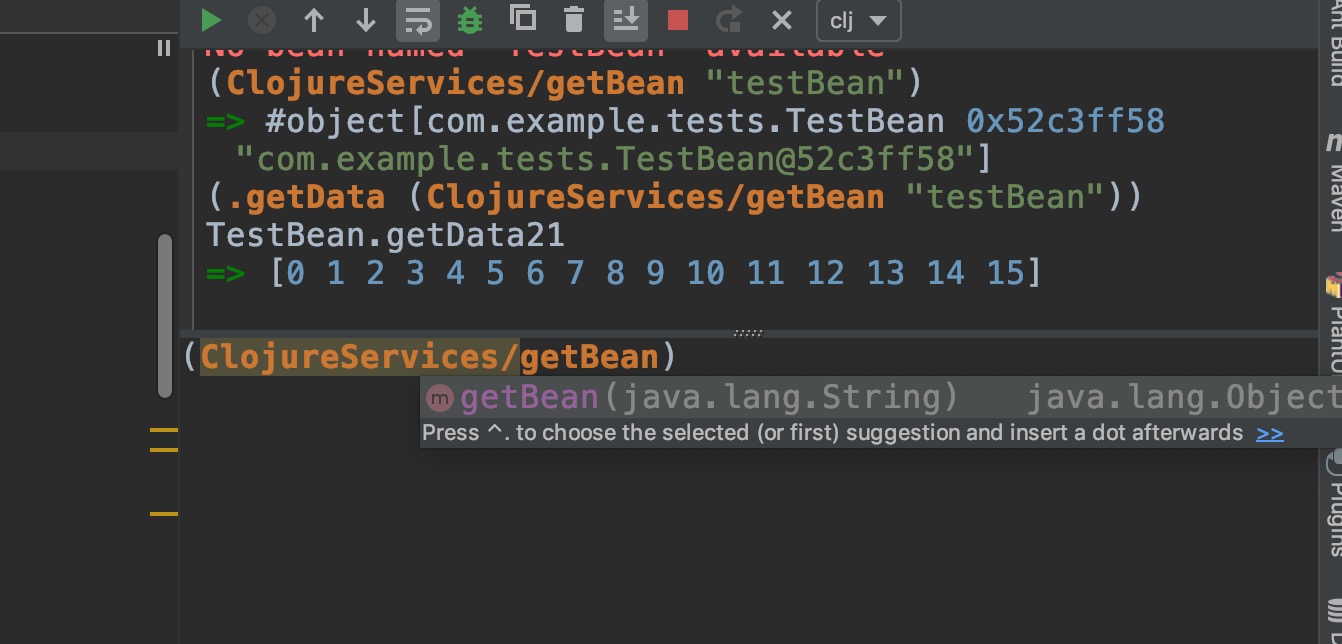 clj
No bean named 'TestBean' available
(ClojureServices/getBean "testBean")
=> #object[com.example.tests.TestBean 0x52c3ff58
"com.example.tests.TestBean@52c3ff58"]
(.getData (ClojureServices/getBean "testBean"))
TestBean.getData21
=> [0 1 2 3 4 5 6 7 8 9 10 11 12 13 14 15]
(ClojureServices/getBean)
m getBean(java.lang.String) java.lang.Object
Press ^. to choose the selected (or first) suggestion and insert a dot afterwards >>
Ant Build
m Maven
PlantU
Plugins